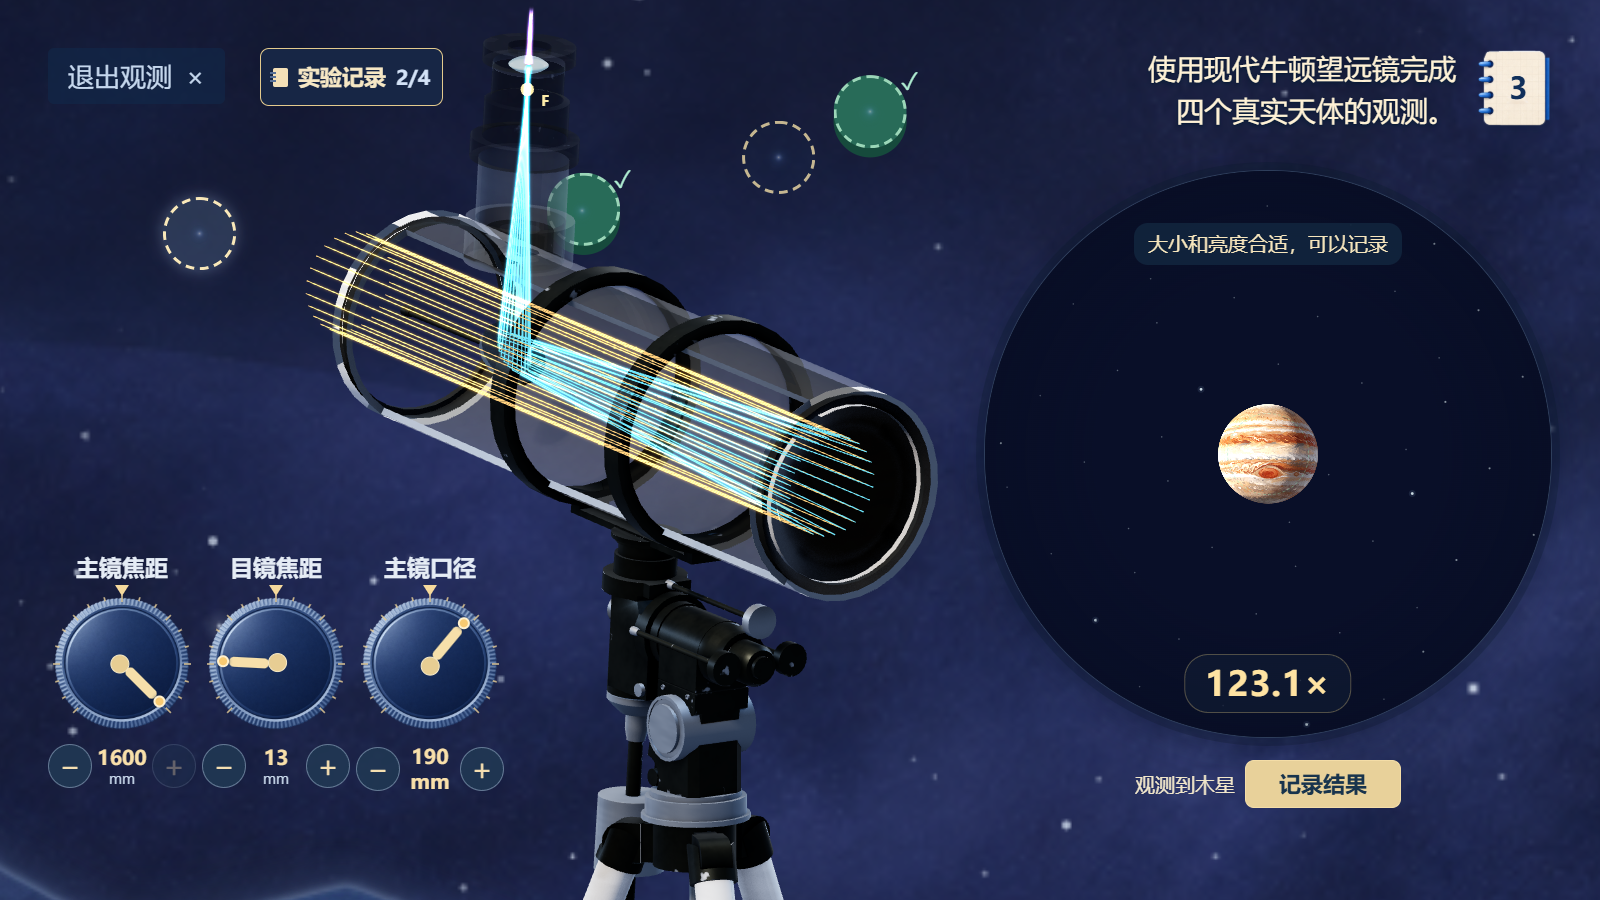 退出观测 ×
实验记录 2/4
使用现代牛顿望远镜完成
四个真实天体的观测。
3
F
大小和亮度合适，可以记录
主镜焦距
目镜焦距
主镜口径
− 1600 mm +
− 13 mm +
− 190 mm +
123.1×
观测到木星
记录结果